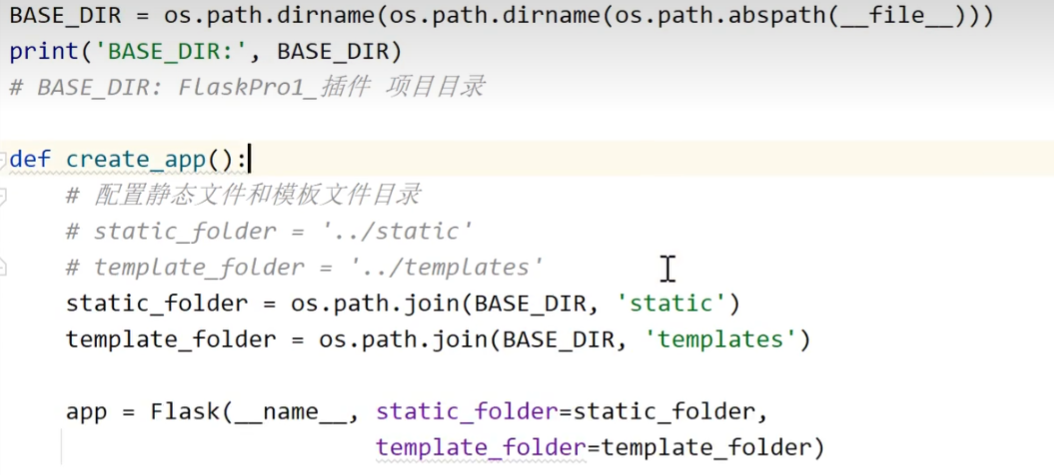 BASE_DIR = os.path.dirname(os.path.dirname(os.path.abspath(__file__)))
print('BASE_DIR:', BASE_DIR)
# BASE_DIR: FlaskPro1_插件 项目目录
def create_app():
# 配置静态文件和模板文件目录
# static_folder = '../static'
# template_folder = '../templates'
static_folder = os.path.join(BASE_DIR, 'static')
template_folder = os.path.join(BASE_DIR, 'templates')
app = Flask(__name__, static_folder=static_folder,
template_folder=template_folder)